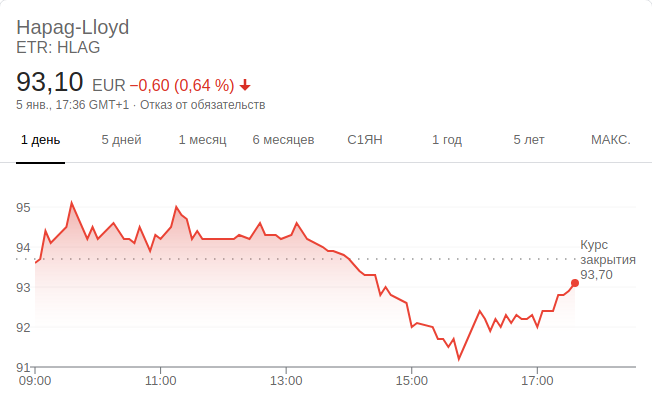 Hapag-Lloyd
ETR: HLAG
93,10 EUR −0,60 (0,64 %)
5 янв., 17:36 GMT+1 · Отказ от обязательств
1 день 5 дней 1 месяц 6 месяцев С1ЯН 1 год 5 лет МАКС.
95
94
93
92
91
Курс
закрытия
93,70
09:00 11:00 13:00 15:00 17:00